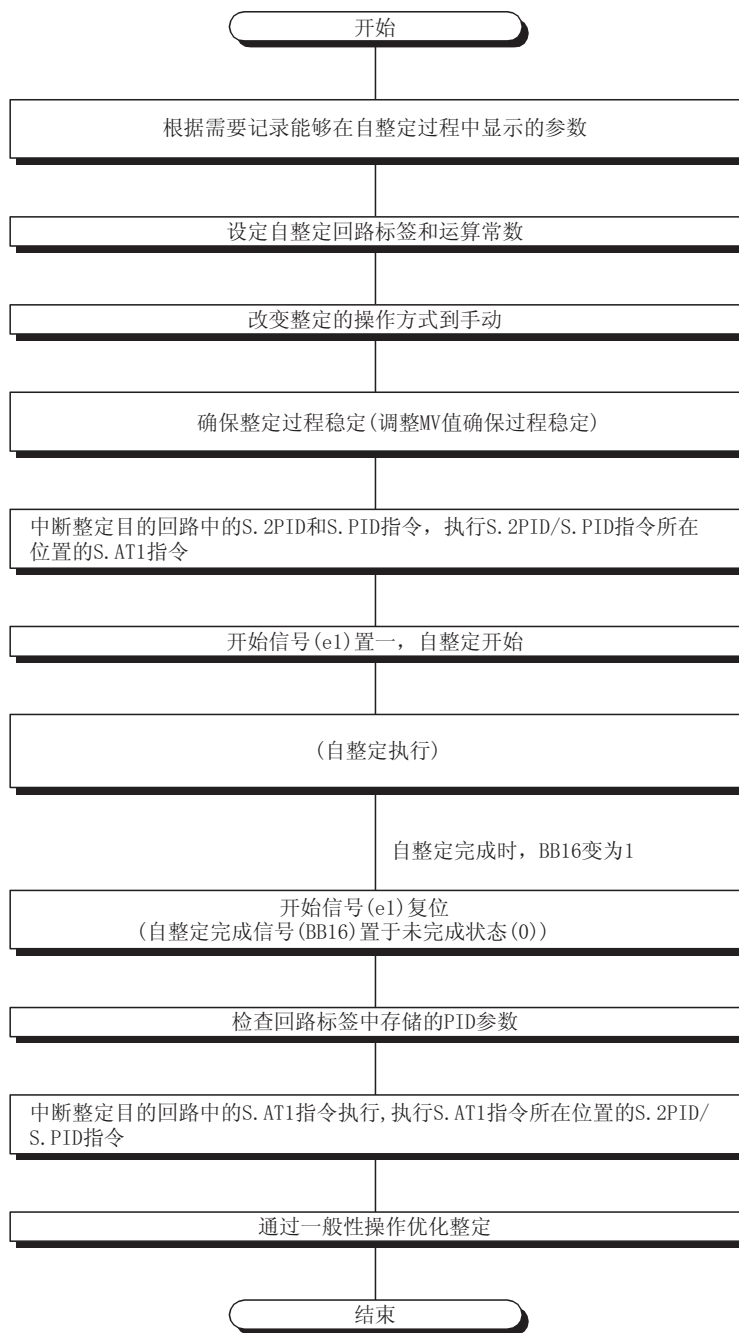 开始
根据需要记录能够在自整定过程中显示的参数
设定自整定回路标签和运算常数
改变整定的操作方式到手动
确保整定过程稳定(调整MV值确保过程稳定)
中断整定目的回路中的S.2PID和S.PID指令，执行S.2PID/S.PID指令所在
位置的S.AT1指令
开始信号(e1)置一，自整定开始
(自整定执行)
自整定完成时，BB16变为1
开始信号(e1)复位
(自整定完成信号(BB16)置于未完成状态(0))
检查回路标签中存储的PID参数
中断整定目的回路中的S.AT1指令执行,执行S.AT1指令所在位置的S.2PID/
S.PID指令
通过一般性操作优化整定
结束